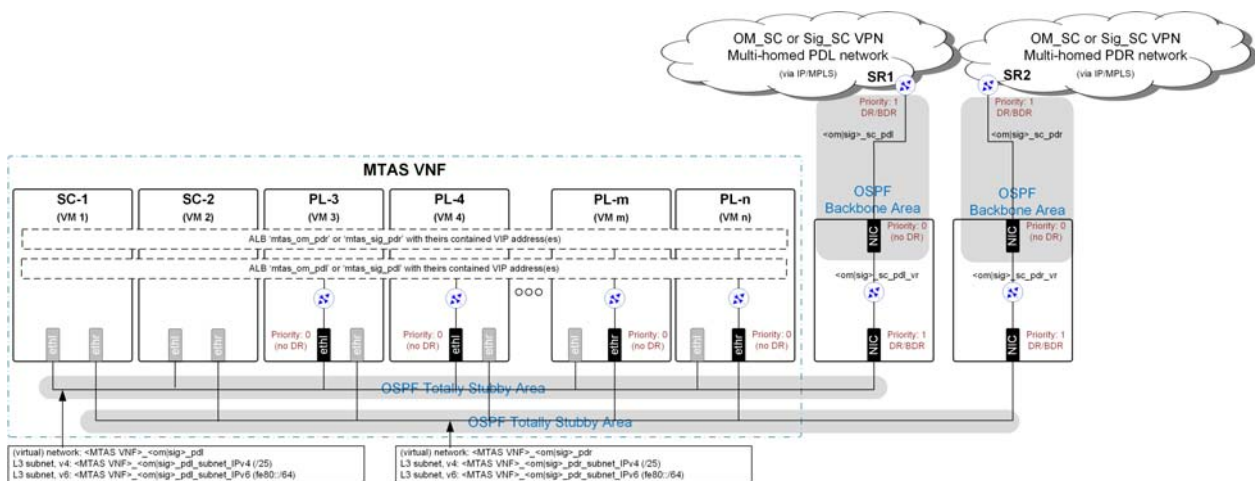 OM_SC or Sig_SC VPN
Multi-homed PDL network
(via IP/MPLS)
SR1
OM_SC or Sig_SC VPN
Multi-homed PDR network
(via IP/MPLS)
SR2
Priority: 1
DR/BDR
<om|sig>_sc_pdl
Priority: 1
DR/BDR
<om|sig>_sc_pdr
OSPF
Backbone Area
OSPF
Backbone Area
MTAS VNF
SC-1
(VM 1)
SC-2
(VM 2)
PL-3
(VM 3)
PL-4
(VM 4)
PL-m
(VM m)
PL-n
(VM n)
ALB 'mtas_om_pdr' or 'mtas_sig_pdr' with theirs contained VIP address(es)
ALB 'mtas_om_pdl' or 'mtas_sig_pdl' with theirs contained VIP address(es)
NIC
Priority: 0
(no DR)
NIC
Priority: 0
(no DR)
<om|sig>_sc_pdl_vr
<om|sig>_sc_pdr_vr
ethl
ethr
ethl
ethr
Priority: 0
(no DR)
ethl
ethr
Priority: 0
(no DR)
ethl
ethr
ethl
ethr
Priority: 0
(no DR)
ethl
ethr
Priority: 0
(no DR)
NIC
Priority: 1
DR/BDR
NIC
Priority: 1
DR/BDR
OSPF Totally Stubby Area
OSPF Totally Stubby Area
(virtual) network: <MTAS VNF>_<om|sig>_pdl
L3 subnet, v4: <MTAS VNF>_<om|sig>_pdl_subnet_IPv4 (/25)
L3 subnet, v6: <MTAS VNF>_<om|sig>_pdl_subnet_IPv6 (fe80::/64)
(virtual) network: <MTAS VNF>_<om|sig>_pdr
L3 subnet, v4: <MTAS VNF>_<om|sig>_pdr_subnet_IPv4 (/25)
L3 subnet, v6: <MTAS VNF>_<om|sig>_pdr_subnet_IPv6 (fe80::/64)